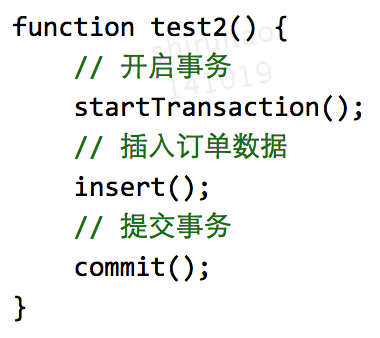 function test2() {
    // 开启事务
    startTransaction();
    // 插入订单数据
    insert();
    // 提交事务
    commit();
}
141019